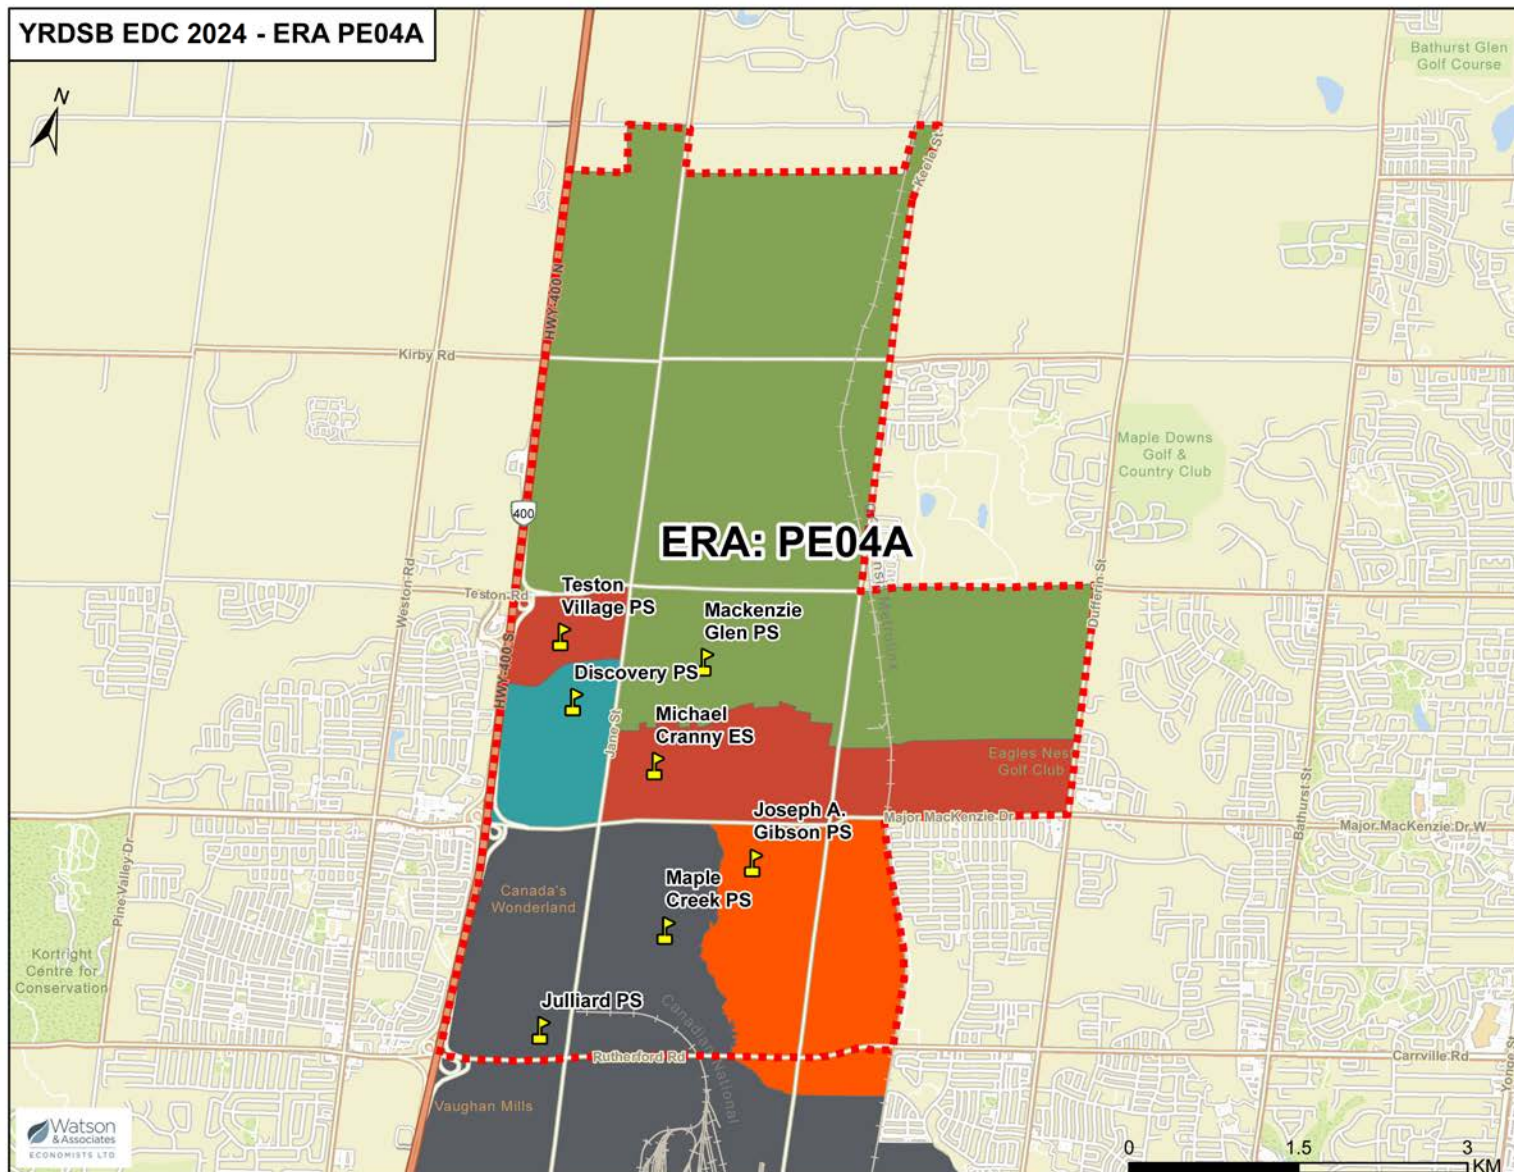 YRDSB EDC 2024 - ERA PE04A
Bathurst Glen
Golf Course
N
Keele St
HWY-400 N
Kirby Rd
Maple Downs
Golf &
Country Club
400
ERA: PE04A
Weston Rd
Teston Rd
Teston
Village PS
Mackenzie
Glen PS
Dufferin St
HWY-400 S
Discovery PS
Jane St
Michael
Cranny ES
Eagles Nest
Golf Club
Bathurst St
Joseph A.
Gibson PS
Major MacKenzie Dr
Major MacKenzie Dr W
Pine Valley Dr
Canada's
Wonderland
Maple
Creek PS
Kortright
Centre for
Conservation
Julliard PS
Canadian National
Rutherford Rd
Carrville Rd
Yonge St
Vaughan Mills
Watson
& Associates
ECONOMISTS LTD
0 1.5 3
KM